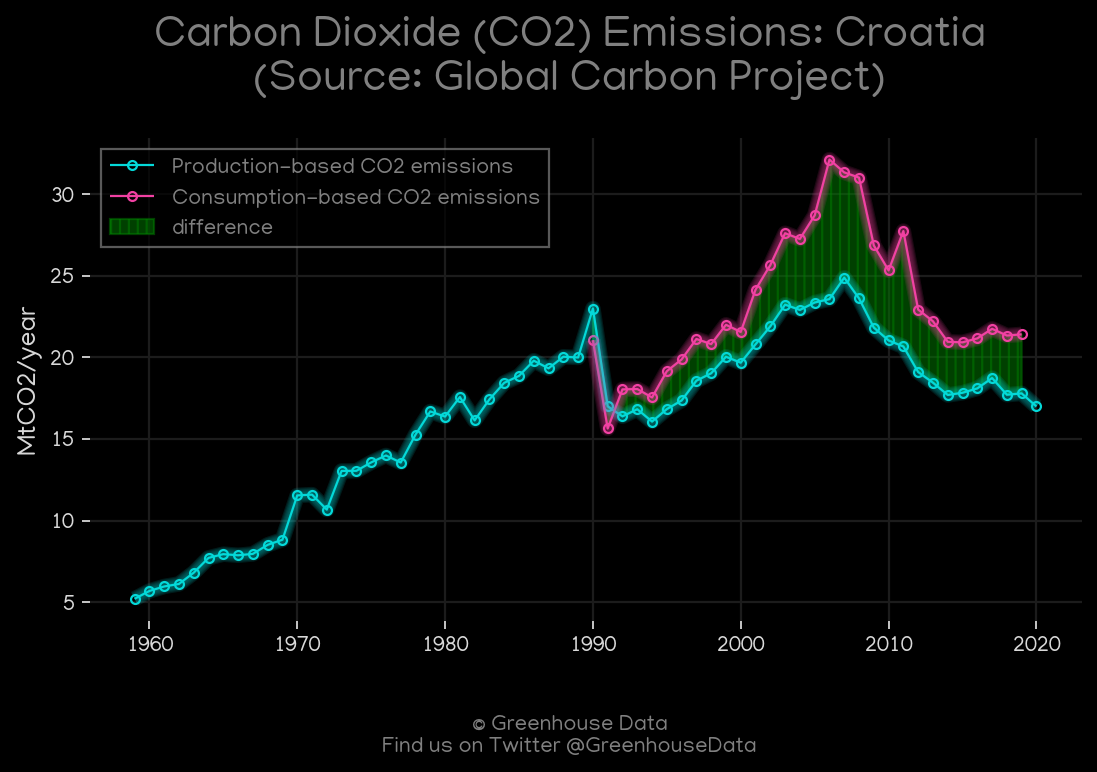 Carbon Dioxide (CO2) Emissions: Croatia
(Source: Global Carbon Project)
Production-based CO2 emissions
Consumption-based CO2 emissions
difference
MtCO2/year
30
25
20
15
10
5
1960 1970 1980 1990 2000 2010 2020
© Greenhouse Data
Find us on Twitter @GreenhouseData